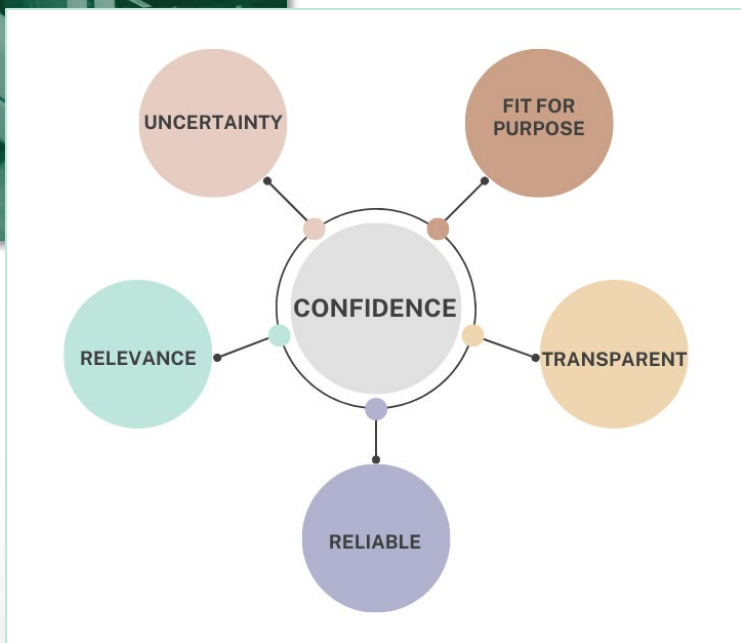 UNCERTAINTY
FIT FOR
PURPOSE
CONFIDENCE
RELEVANCE
TRANSPARENT
RELIABLE